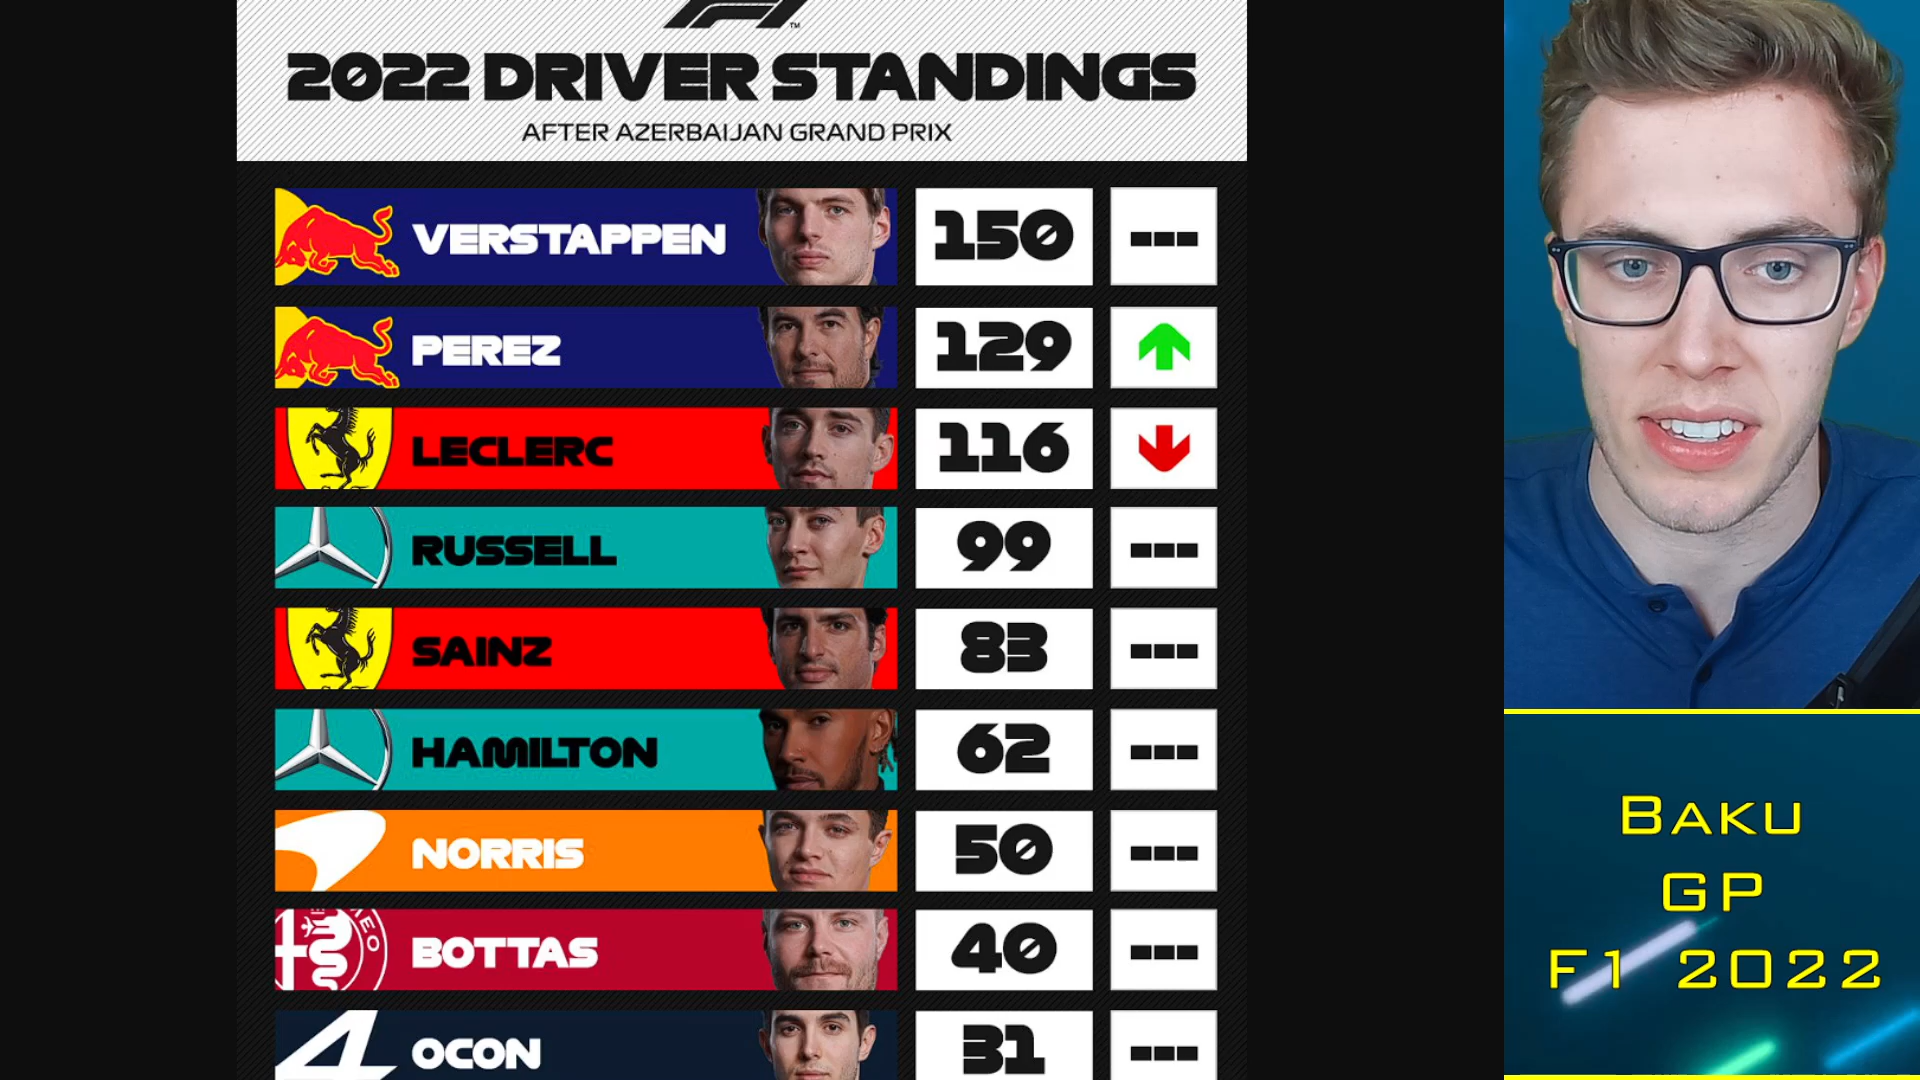 2022 DRIVER STANDINGS
AFTER AZERBAIJAN GRAND PRIX
VERSTAPPEN 150 ---
PEREZ 129
LECLERC 116
RUSSELL 99 ---
SAINZ 83 ---
HAMILTON 62 ---
NORRIS 50 ---
BOTTAS 40 ---
OCON 31 ---
BAKU
GP
F1 2022